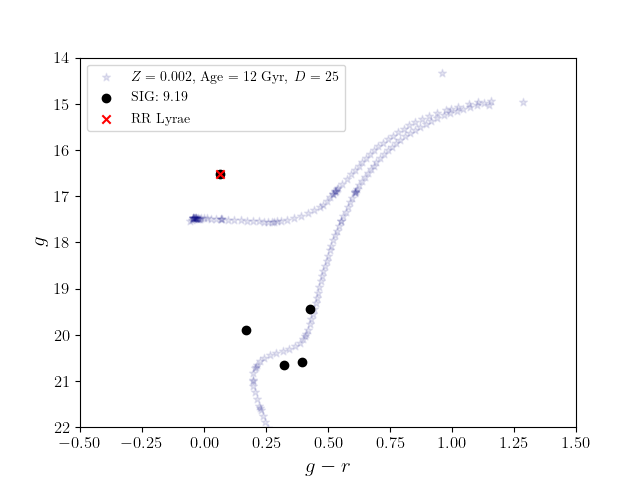 Z = 0.002, Age = 12 Gyr, D = 25
SIG: 9.19
RR Lyrae
14
15
16
17
18
19
20
21
22
g
−0.50 −0.25 0.00 0.25 0.50 0.75 1.00 1.25 1.50
g − r